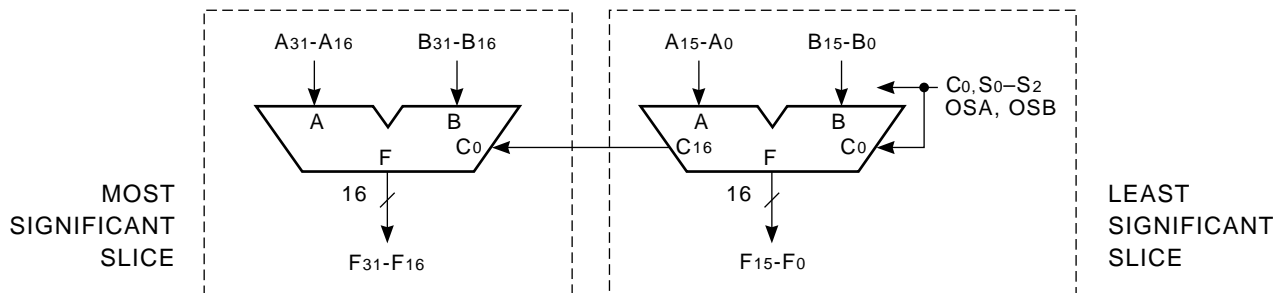 A31-A16
B31-B16
A15-A0
B15-B0
C0,S0–S2
OSA, OSB
A
B
C0
F
A
B
C16
C0
F
16
16
MOST
SIGNIFICANT
SLICE
LEAST
SIGNIFICANT
SLICE
F31-F16
F15-F0